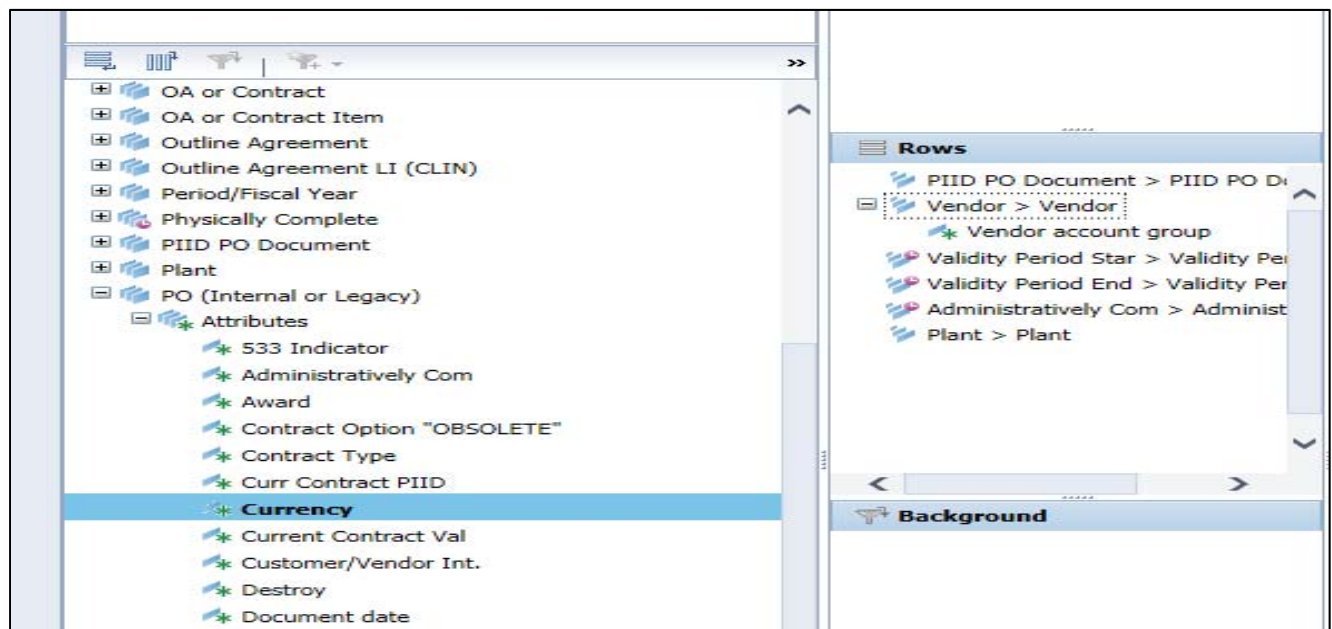 »
OA or Contract
OA or Contract Item
Outline Agreement
Outline Agreement LI (CLIN)
Period/Fiscal Year
Physically Complete
PIID PO Document
Plant
PO (Internal or Legacy)
Attributes
533 Indicator
Administratively Com
Award
Contract Option "OBSOLETE"
Contract Type
Curr Contract PIID
Currency
Current Contract Val
Customer/Vendor Int.
Destroy
Document date
Rows
PIID PO Document > PIID PO D
Vendor > Vendor
Vendor account group
Validity Period Star > Validity Pe
Validity Period End > Validity Per
Administratively Com > Administ
Plant > Plant
Background